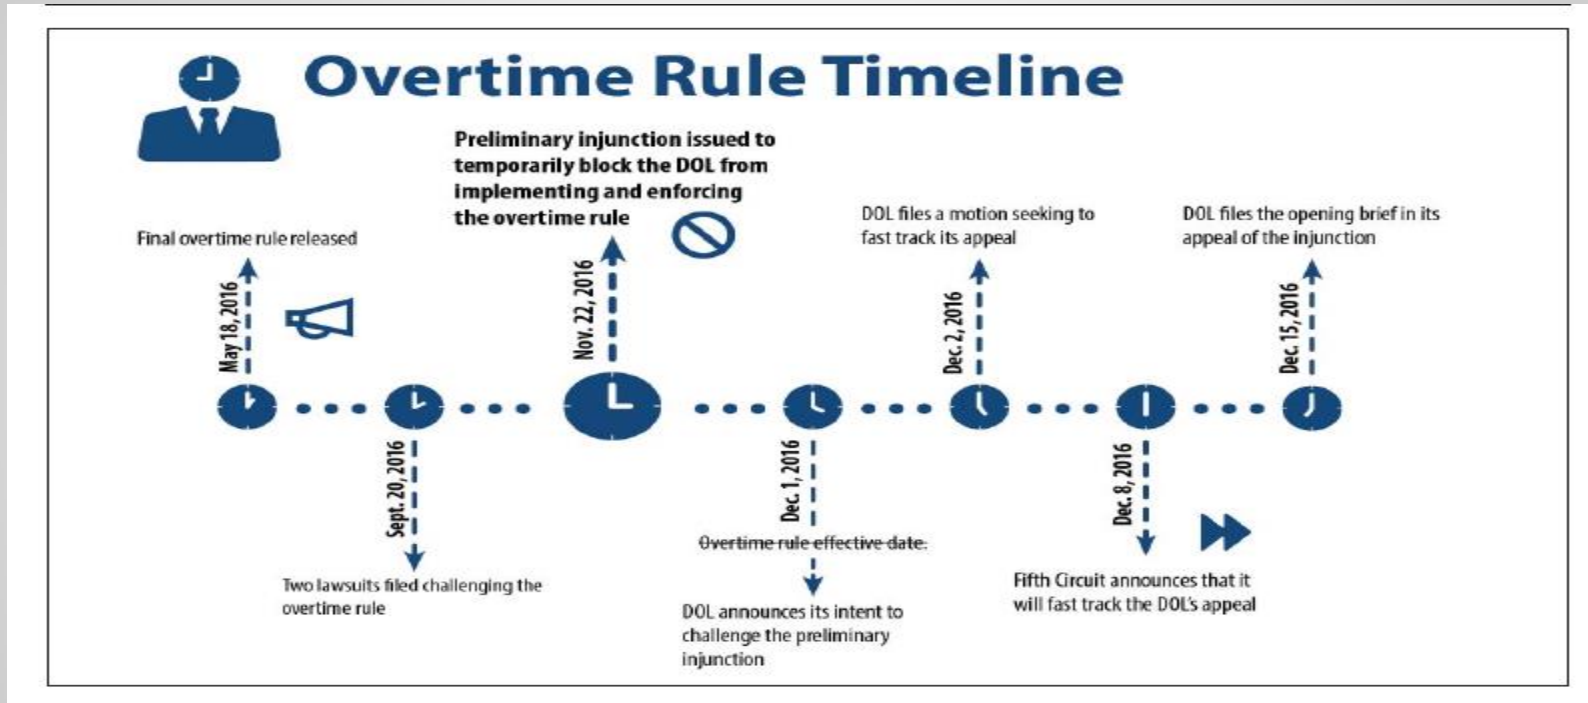 Overtime Rule Timeline
Preliminary injunction issued to
temporarily block the DOL from
implementing and enforcing
the overtime rule
Final overtime rule released
DOL files a motion seeking to
fast track its appeal
DOL files the opening brief in its
appeal of the injunction
May 18, 2016
Nov. 22, 2016
Dec. 2, 2016
Dec. 15, 2016
Sept. 20, 2016
Dec. 1, 2016
Dec. 8, 2016
Overtime rule effective date.
Two lawsuits filed challenging the
overtime rule
DOL announces its intent to
challenge the preliminary
injunction
Fifth Circuit announces that it
will fast track the DOL's appeal